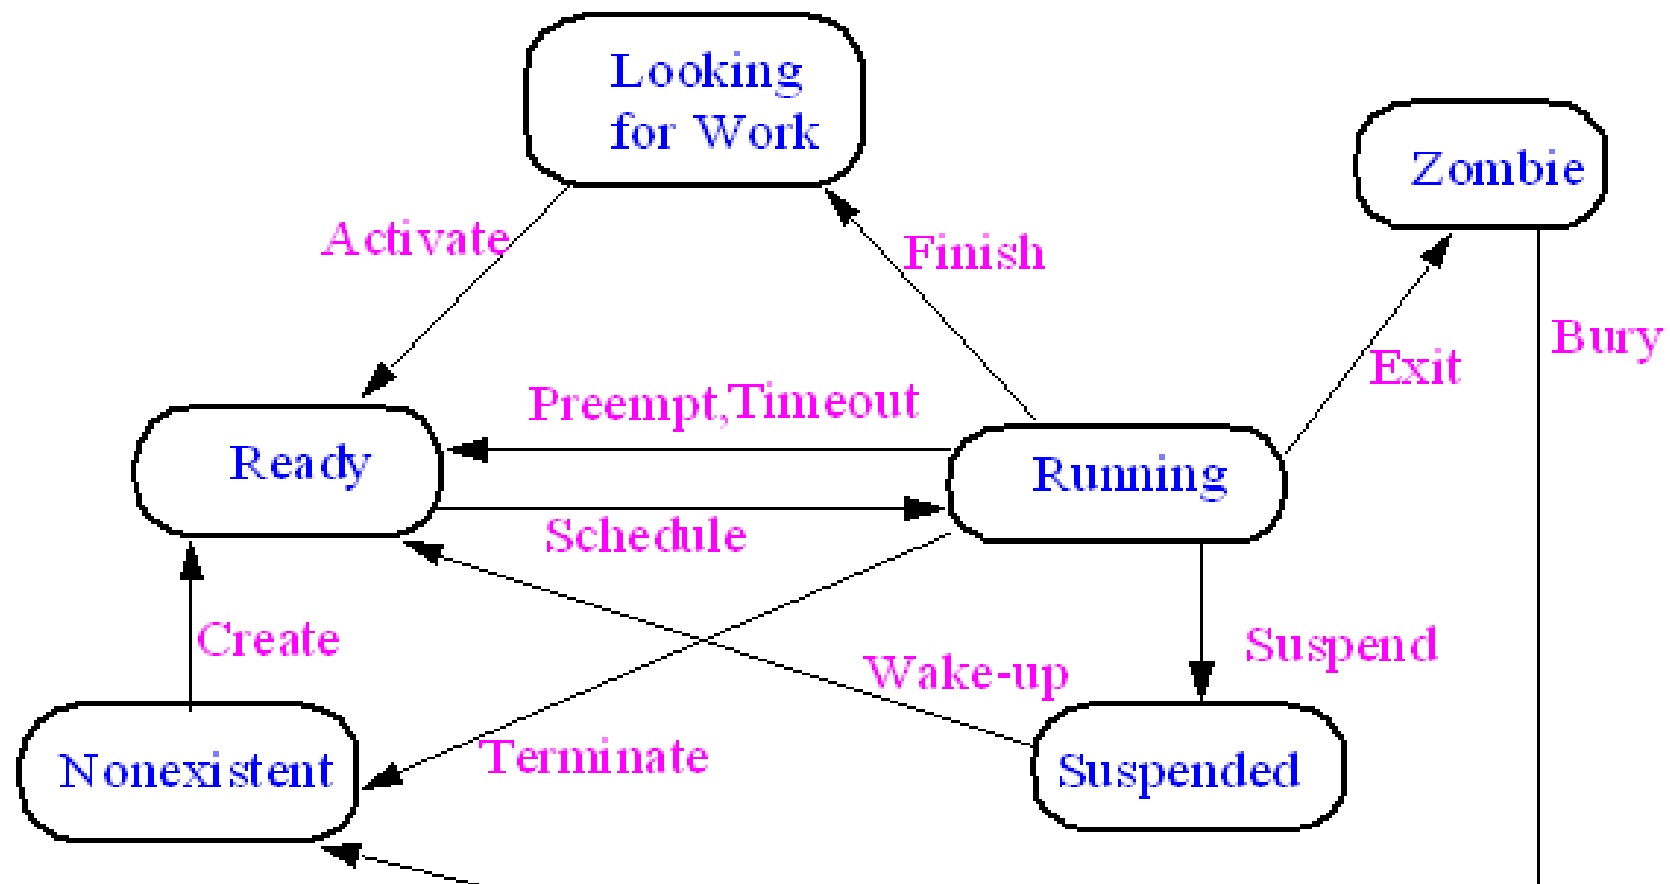 Looking
for Work
Zombie
Activate
Finish
Bury
Exit
Preempt,Timeout
Ready
Running
Schedule
Create
Suspend
Wake-up
Terminate
Nonexistent
Suspended